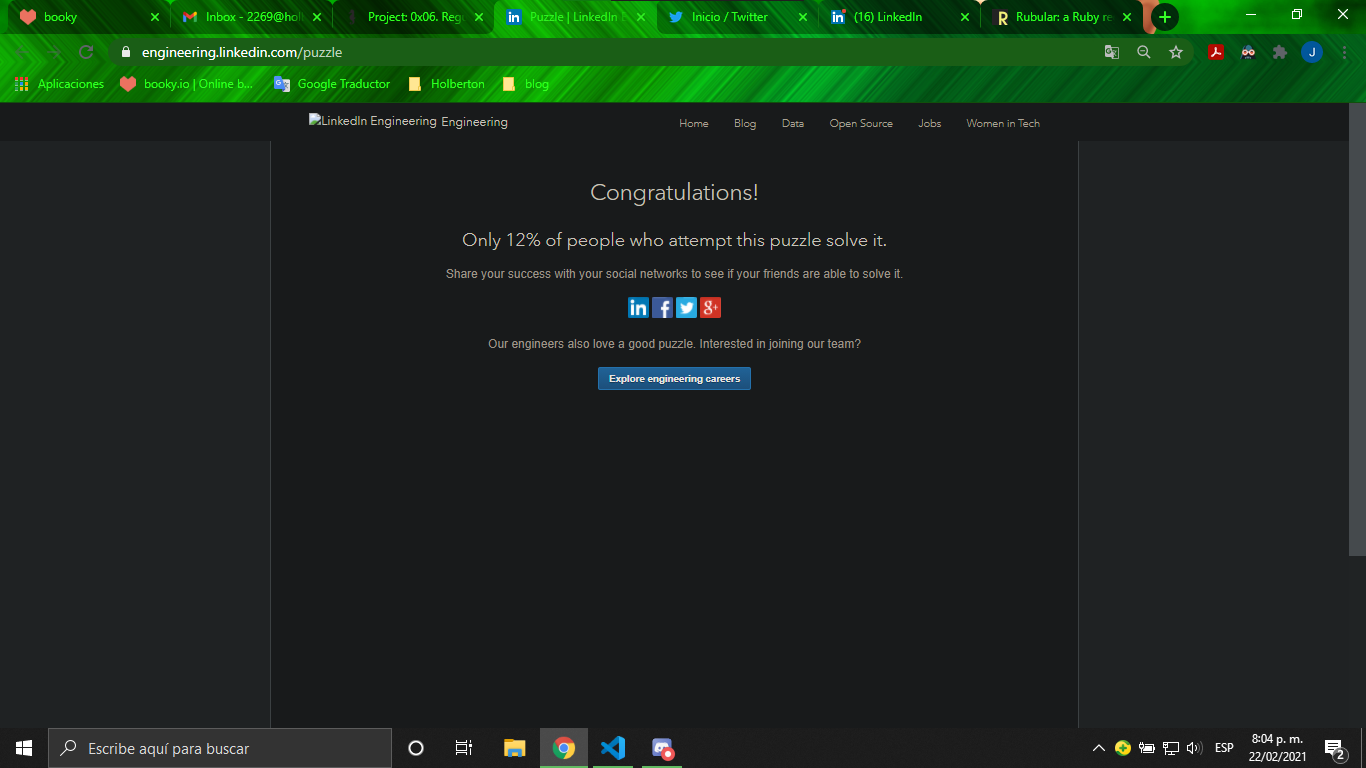 booky
Inbox - 2269@hol
Project: 0x06. Reg
Puzzle | LinkedIn E
Inicio / Twitter
(16) LinkedIn
Rubular: a Ruby re
engineering.linkedin.com/puzzle
J
Aplicaciones
booky.io | Online b...
Google Traductor
Holberton
blog
LinkedIn Engineering Engineering
Home
Blog
Data
Open Source
Jobs
Women in Tech
Congratulations!
Only 12% of people who attempt this puzzle solve it.
Share your success with your social networks to see if your friends are able to solve it.
Our engineers also love a good puzzle. Interested in joining our team?
Explore engineering careers
Escribe aquí para buscar
ESP
8:04 p. m.
22/02/2021
2